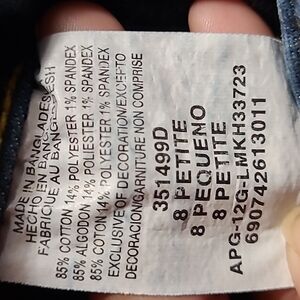 MADE IN BANGLADESH
HECHO EN BANGLADESH
FABRIQUE AU BANGLADESH
85% COTTON 14% POLYESTER 1% SPANDEX
85% ALGODON 14% POLIESTER 1% SPANDEX
85% COTON 14% POLYESTER 1% SPANDEX
EXCLUSIVE OF DECORATION/EXCEPTO
DECORACION/GARNITURE NON COMPRISE
351499D
8 PETITE
8 PEQUENO
8 PETITE
APG-12G-LMKH33723
690742613011